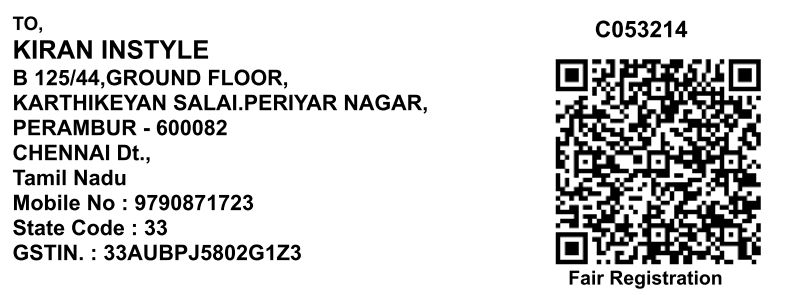 TO,
KIRAN INSTYLE
B 125/44,GROUND FLOOR,
KARTHIKEYAN SALAI.PERIYAR NAGAR,
PERAMBUR - 600082
CHENNAI Dt.,
Tamil Nadu
Mobile No : 9790871723
State Code : 33
GSTIN. : 33AUBPJ5802G1Z3
C053214
Fair Registration